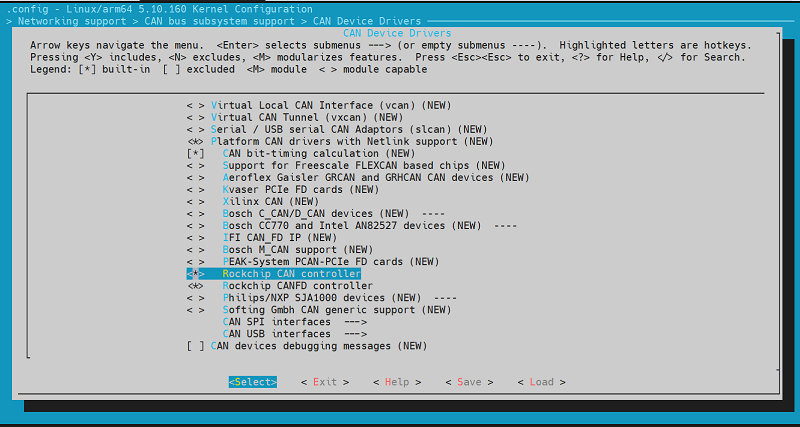 .config - Linux/arm64 5.10.160 Kernel Configuration
> Networking support > CAN bus subsystem support > CAN Device Drivers
CAN Device Drivers
Arrow keys navigate the menu. <Enter> selects submenus ---> (or empty submenus ----). Highlighted letters are hotkeys.
Pressing <Y> includes, <N> excludes, <M> modularizes features. Press <Esc><Esc> to exit, <?> for Help, </> for Search.
Legend: [*] built-in [ ] excluded <M> module < > module capable
< > Virtual Local CAN Interface (vcan) (NEW)
< > Virtual CAN Tunnel (vxcan) (NEW)
< > Serial / USB serial CAN Adaptors (slcan) (NEW)
<*> Platform CAN drivers with Netlink support (NEW)
[*] CAN bit-timing calculation (NEW)
< > Support for Freescale FLEXCAN based chips (NEW)
< > Aeroflex Gaisler GRCAN and GRHCAN CAN devices (NEW)
< > Kvaser PCIe FD cards (NEW)
< > Xilinx CAN (NEW)
< > Bosch C_CAN/D_CAN devices (NEW) ----
< > Bosch CC770 and Intel AN82527 devices (NEW) ----
< > IFI CAN_FD IP (NEW)
< > Bosch M_CAN support (NEW)
< > PEAK-System PCAN-PCIe FD cards (NEW)
<*> Rockchip CAN controller
<*> Rockchip CANFD controller
< > Philips/NXP SJA1000 devices (NEW) ----
< > Softing Gmbh CAN generic support (NEW)
CAN SPI interfaces --->
CAN USB interfaces --->
[ ] CAN devices debugging messages (NEW)
<Select> < Exit > < Help > < Save > < Load >